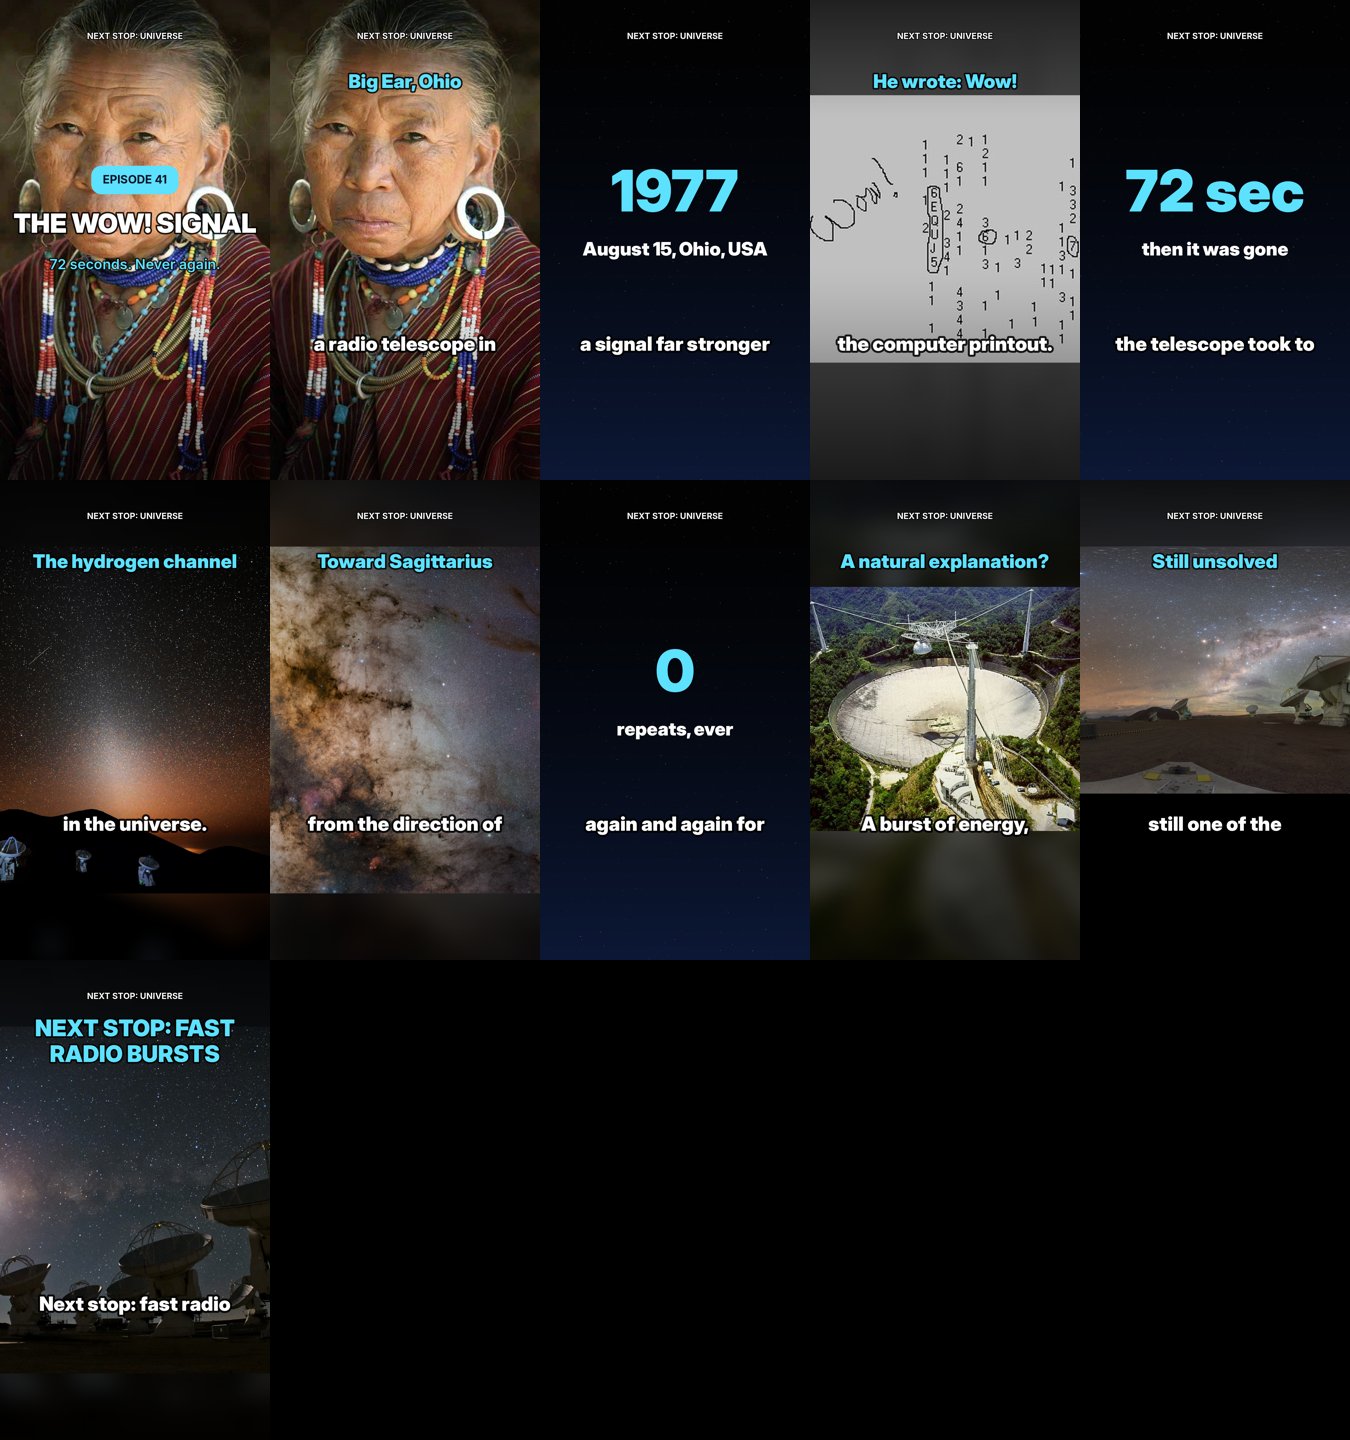 NEXT STOP: UNIVERSE
EPISODE 41
THE WOW! SIGNAL
72 seconds. Never again.
NEXT STOP: UNIVERSE
Big Ear, Ohio
a radio telescope in
NEXT STOP: UNIVERSE
1977
August 15, Ohio, USA
a signal far stronger
NEXT STOP: UNIVERSE
He wrote: Wow!
Wow!
6EQUJ5
the computer printout.
NEXT STOP: UNIVERSE
72 sec
then it was gone
the telescope took to
NEXT STOP: UNIVERSE
The hydrogen channel
in the universe.
NEXT STOP: UNIVERSE
Toward Sagittarius
from the direction of
NEXT STOP: UNIVERSE
0
repeats, ever
again and again for
NEXT STOP: UNIVERSE
A natural explanation?
A burst of energy,
NEXT STOP: UNIVERSE
Still unsolved
still one of the
NEXT STOP: UNIVERSE
NEXT STOP: FAST
RADIO BURSTS
Next stop: fast radio